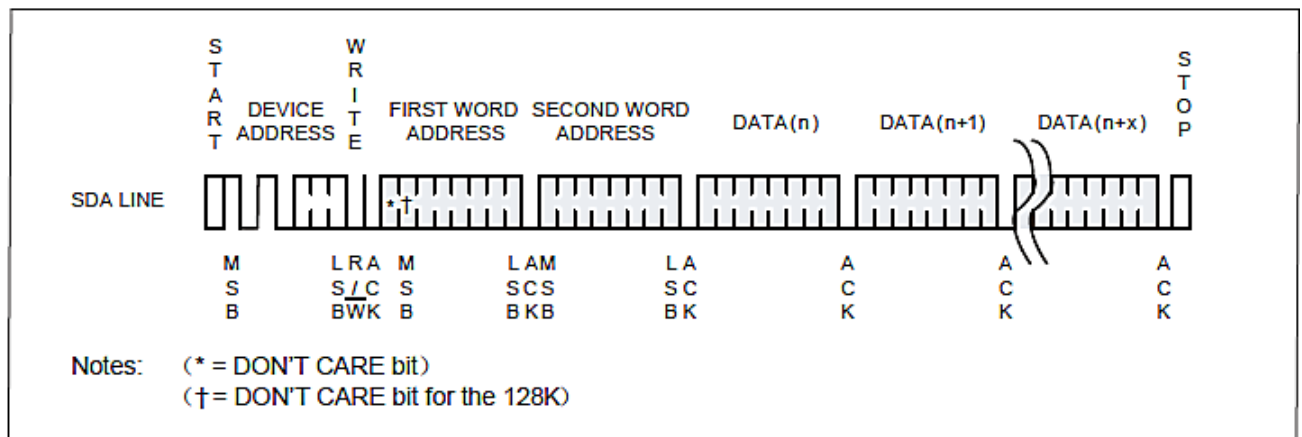 START
WRITE
STOP
DEVICE
ADDRESS
FIRST WORD
ADDRESS
SECOND WORD
ADDRESS
DATA(n)
DATA(n+1)
DATA(n+x)
SDA LINE
* †
MSB
LSB
R/W
ACK
MSB
LSB
ACK
MSB
LSB
ACK
ACK
ACK
ACK
Notes: (* = DON'T CARE bit)
(† = DON'T CARE bit for the 128K)